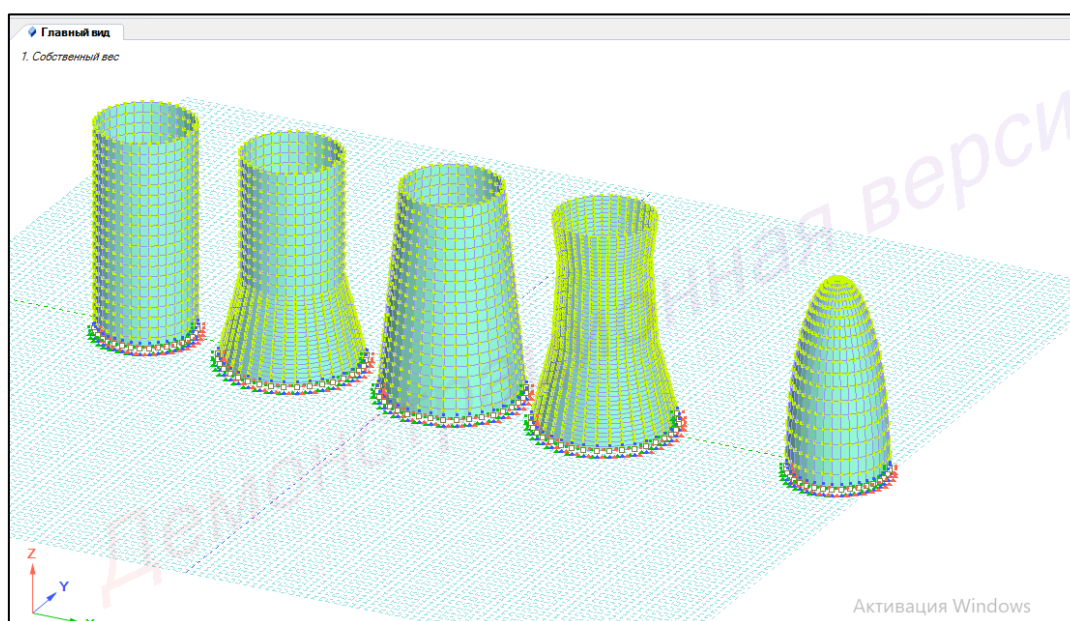 Главный вид
1. Собственный вес
Z
Y
X
Активация Windows